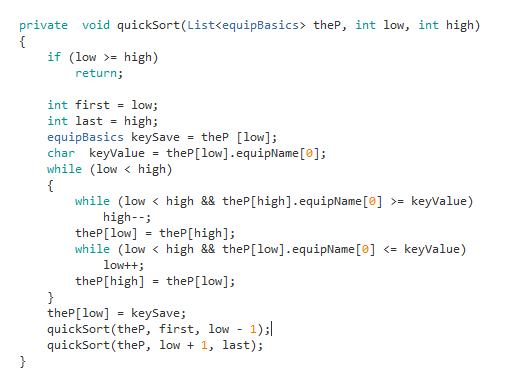 private  void quickSort(List<equipBasics> theP, int low, int high)
{
    if (low >= high)
        return;

    int first = low;
    int last = high;
    equipBasics keySave = theP [low];
    char  keyValue = theP[low].equipName[0];
    while (low < high)
    {
        while (low < high && theP[high].equipName[0] >= keyValue)
            high--;
        theP[low] = theP[high];
        while (low < high && theP[low].equipName[0] <= keyValue)
            low++;
        theP[high] = theP[low];
    }
    theP[low] = keySave;
    quickSort(theP, first, low - 1);
    quickSort(theP, low + 1, last);
}